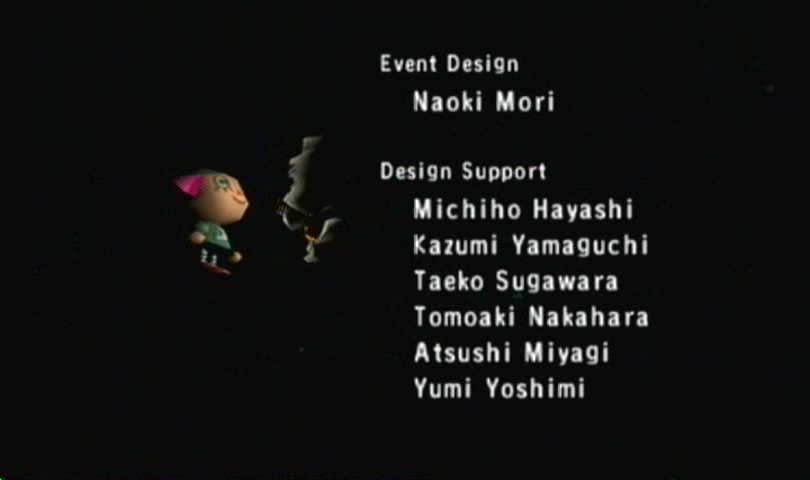 Event Design
Naoki Mori
Design Support
Michiho Hayashi
Kazumi Yamaguchi
Taeko Sugawara
Tomoaki Nakahara
Atsushi Miyagi
Yumi Yoshimi